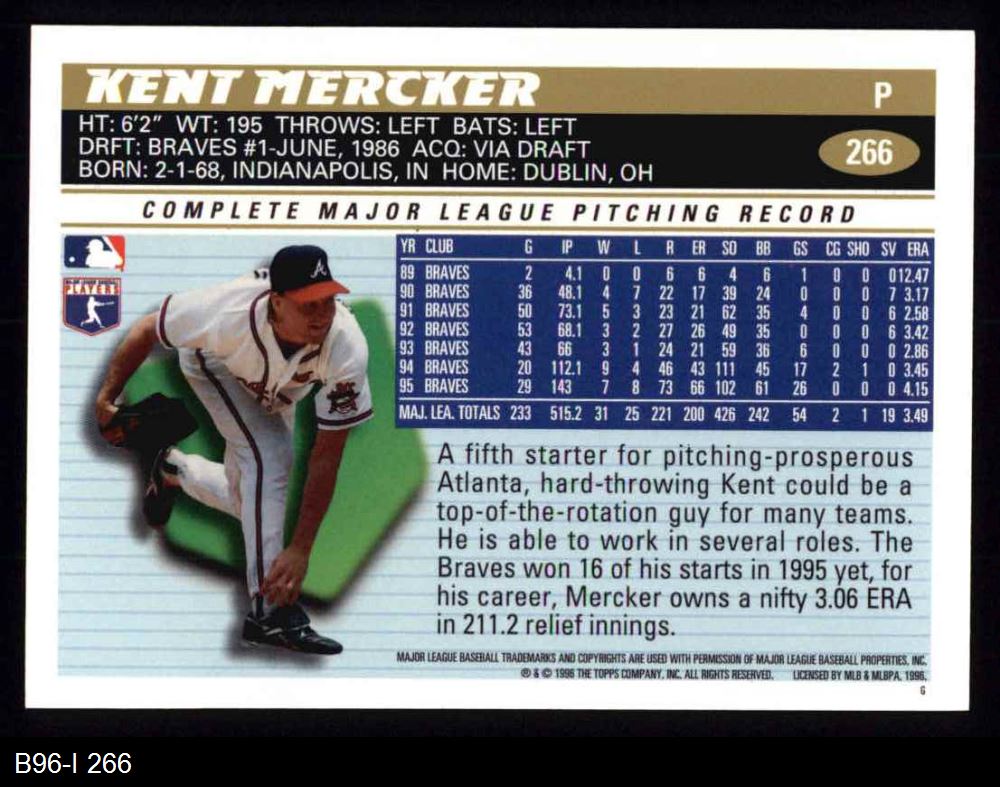 KENT MERCKER
P
HT: 6'2" WT: 195 THROWS: LEFT BATS: LEFT
DRFT: BRAVES #1-JUNE, 1986 ACQ: VIA DRAFT
BORN: 2-1-68, INDIANAPOLIS, IN HOME: DUBLIN, OH
266
COMPLETE MAJOR LEAGUE PITCHING RECORD
YR CLUB G IP W L R ER SO BB GS CG SHO SV ERA
89 BRAVES 2 4.1 0 0 6 6 4 6 1 0 0 0 12.47
90 BRAVES 36 48.1 4 7 22 17 39 24 0 0 0 7 3.17
91 BRAVES 50 73.1 5 3 23 21 62 35 4 0 0 6 2.58
92 BRAVES 53 68.1 3 2 27 26 49 35 0 0 0 6 3.42
93 BRAVES 43 66 3 1 24 21 59 36 6 0 0 0 2.86
94 BRAVES 20 112.1 9 4 46 43 111 45 17 2 1 0 3.45
95 BRAVES 29 143 7 8 73 66 102 61 26 0 0 0 4.15
MAJ. LEA. TOTALS 233 515.2 31 25 221 200 426 242 54 2 1 19 3.49
PLAYERS
A
A fifth starter for pitching-prosperous
Atlanta, hard-throwing Kent could be a
top-of-the-rotation guy for many teams.
He is able to work in several roles. The
Braves won 16 of his starts in 1995 yet, for
his career, Mercker owns a nifty 3.06 ERA
in 211.2 relief innings.
MAJOR LEAGUE BASEBALL TRADEMARKS AND COPYRIGHTS ARE USED WITH PERMISSION OF MAJOR LEAGUE BASEBALL PROPERTIES, INC.
® & © 1996 THE TOPPS COMPANY, INC. ALL RIGHTS RESERVED. LICENSED BY MLB & MLBPA, 1996.
G
B96-I 266